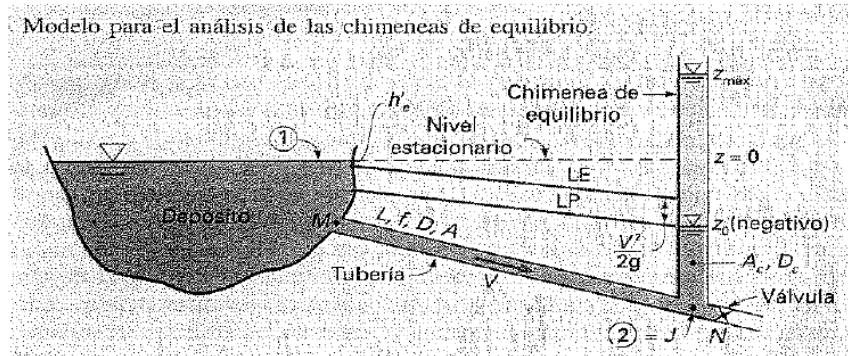 Modelo para el análisis de las chimeneas de equilibrio.
z máx
Chimenea de
equilibrio
h'e
Nivel
estacionario
1
z = 0
LE
LP
Depósito
M
L, f, D, A
z0(negativo)
V²
2g
Ac, Dc
Tubería
V
Válvula
2 = J
N